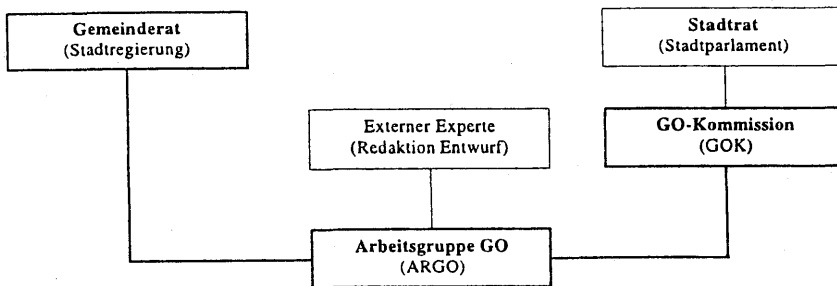 Gemeinderat
(Stadtregierung)
Stadtrat
(Stadtparlament)
Externer Experte
(Redaktion Entwurf)
GO-Kommission
(GOK)
Arbeitsgruppe GO
(ARGO)